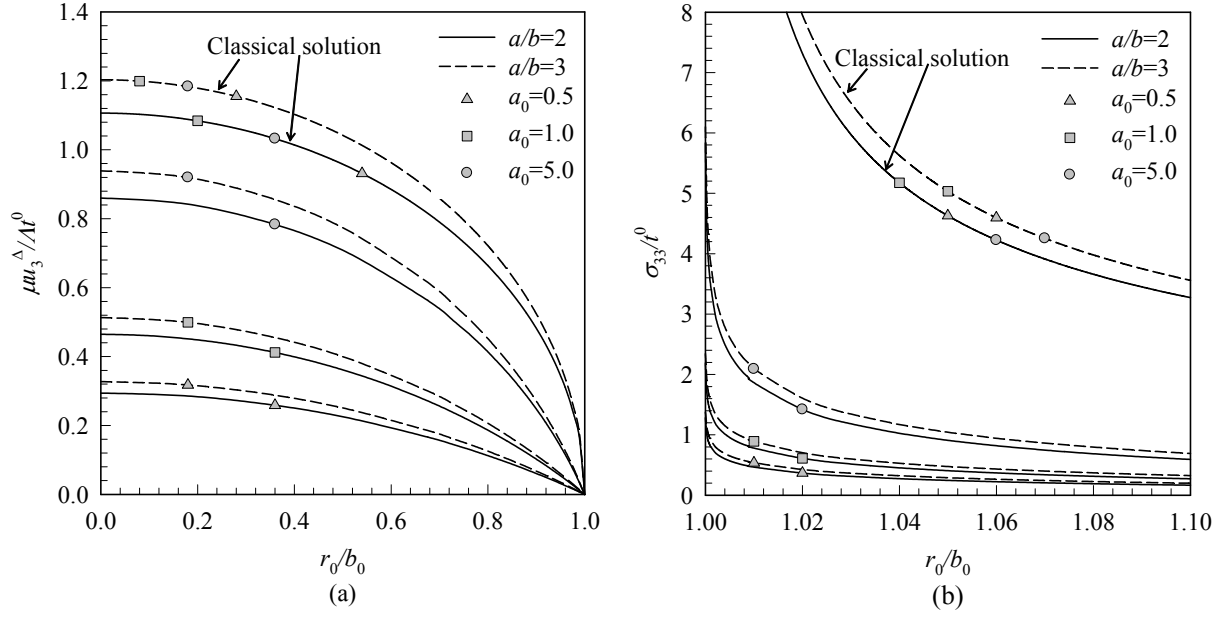 1.4
1.2
1.0
0.8
0.6
0.4
0.2
0.0
μu₃^Δ/Λt⁰
0.0 0.2 0.4 0.6 0.8 1.0
r₀/b₀
(a)
Classical solution
a/b=2
a/b=3
a₀=0.5
a₀=1.0
a₀=5.0
8
7
6
5
4
3
2
1
0
σ₃₃/t⁰
1.00 1.02 1.04 1.06 1.08 1.10
r₀/b₀
(b)
Classical solution
a/b=2
a/b=3
a₀=0.5
a₀=1.0
a₀=5.0